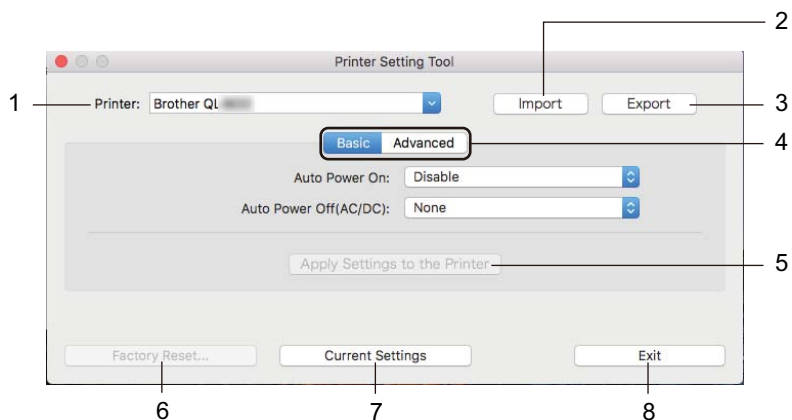 2
Printer Setting Tool
1 Printer: Brother QL Import Export 3
Basic Advanced 4
Auto Power On: Disable
Auto Power Off(AC/DC): None
Apply Settings to the Printer 5
Factory Reset... Current Settings Exit
6 7 8